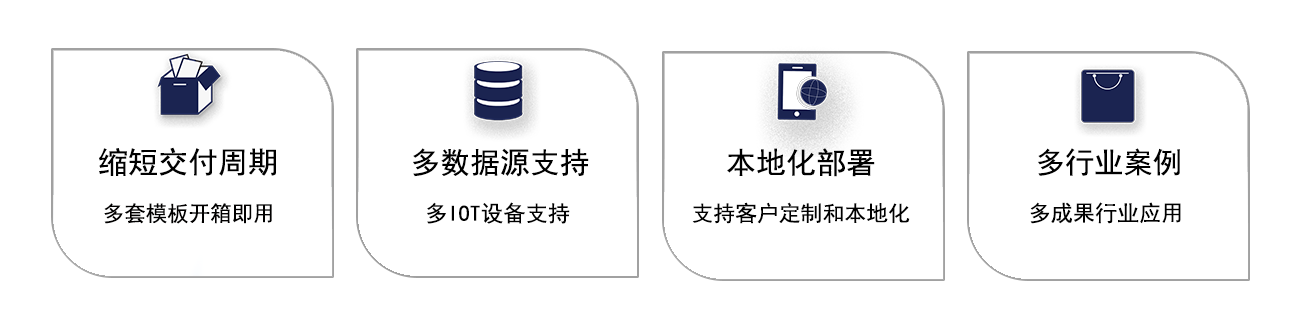 缩短交付周期
多套模板开箱即用
多数据源支持
多IOT设备支持
本地化部署
支持客户定制和本地化
多行业案例
多成果行业应用